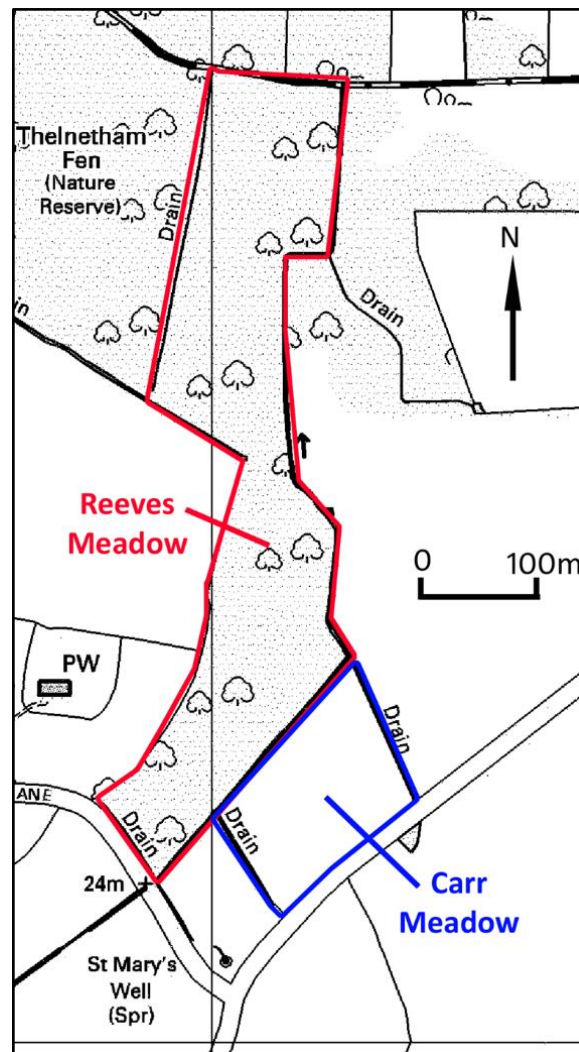 Thelnetham
Fen
(Nature
Reserve)
Drain
N
Drain
in
Reeves
Meadow
0 100m
PW
Drain
ANE
Drain
Drain
24m
Carr
Meadow
St Mary's
Well
(Spr)